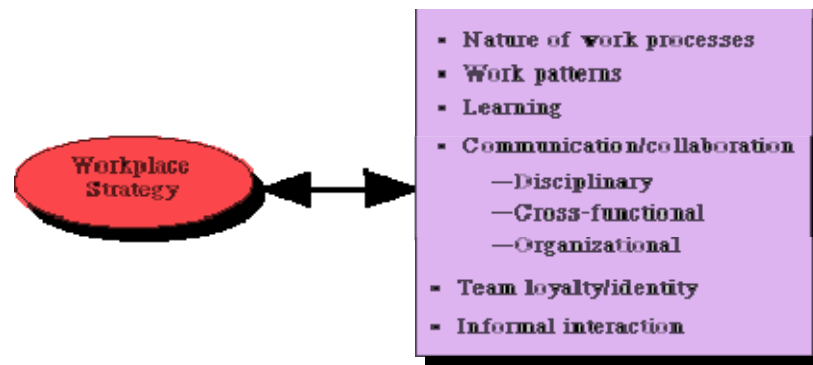 Workplace
Strategy
▪ Nature of work processes
▪ Work patterns
▪ Learning
▪ Communication/collaboration
—Disciplinary
—Cross-functional
—Organizational
▪ Team loyalty/identity
▪ Informal interaction